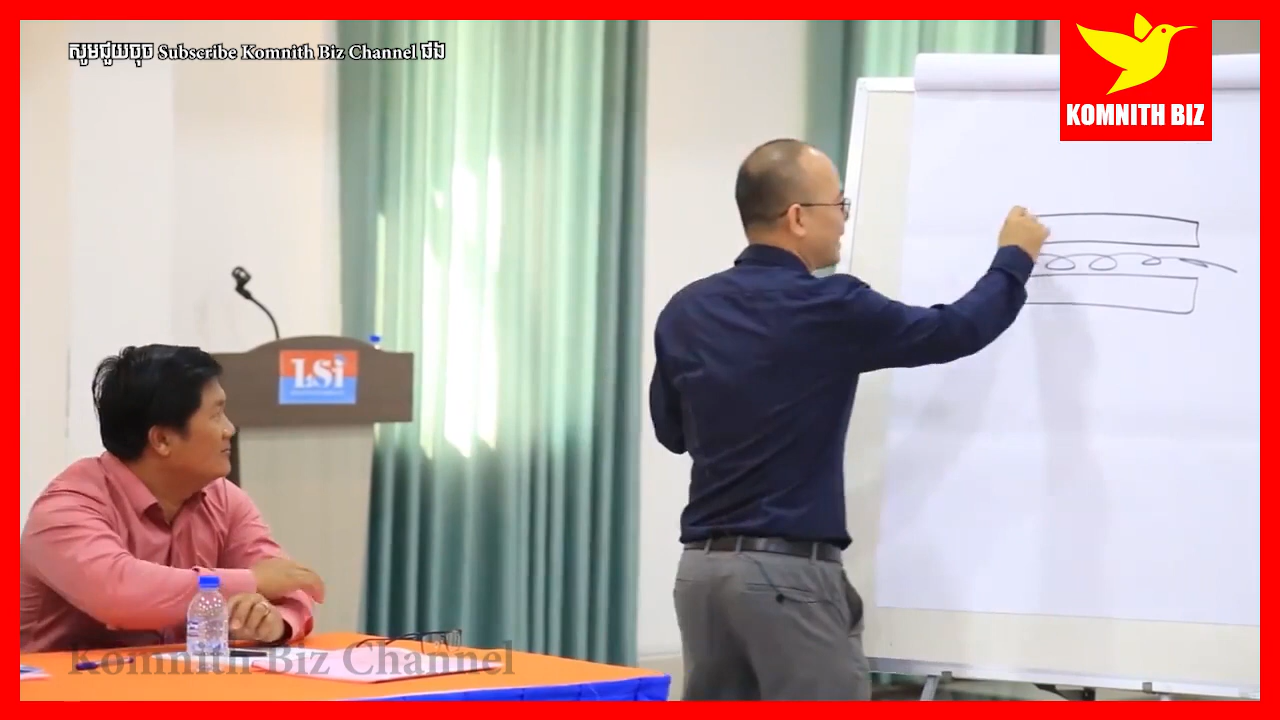 សូមជួយចុច Subscribe Komnith Biz Channel ផង
KOMNITH BIZ
LSi
Komnith Biz Channel